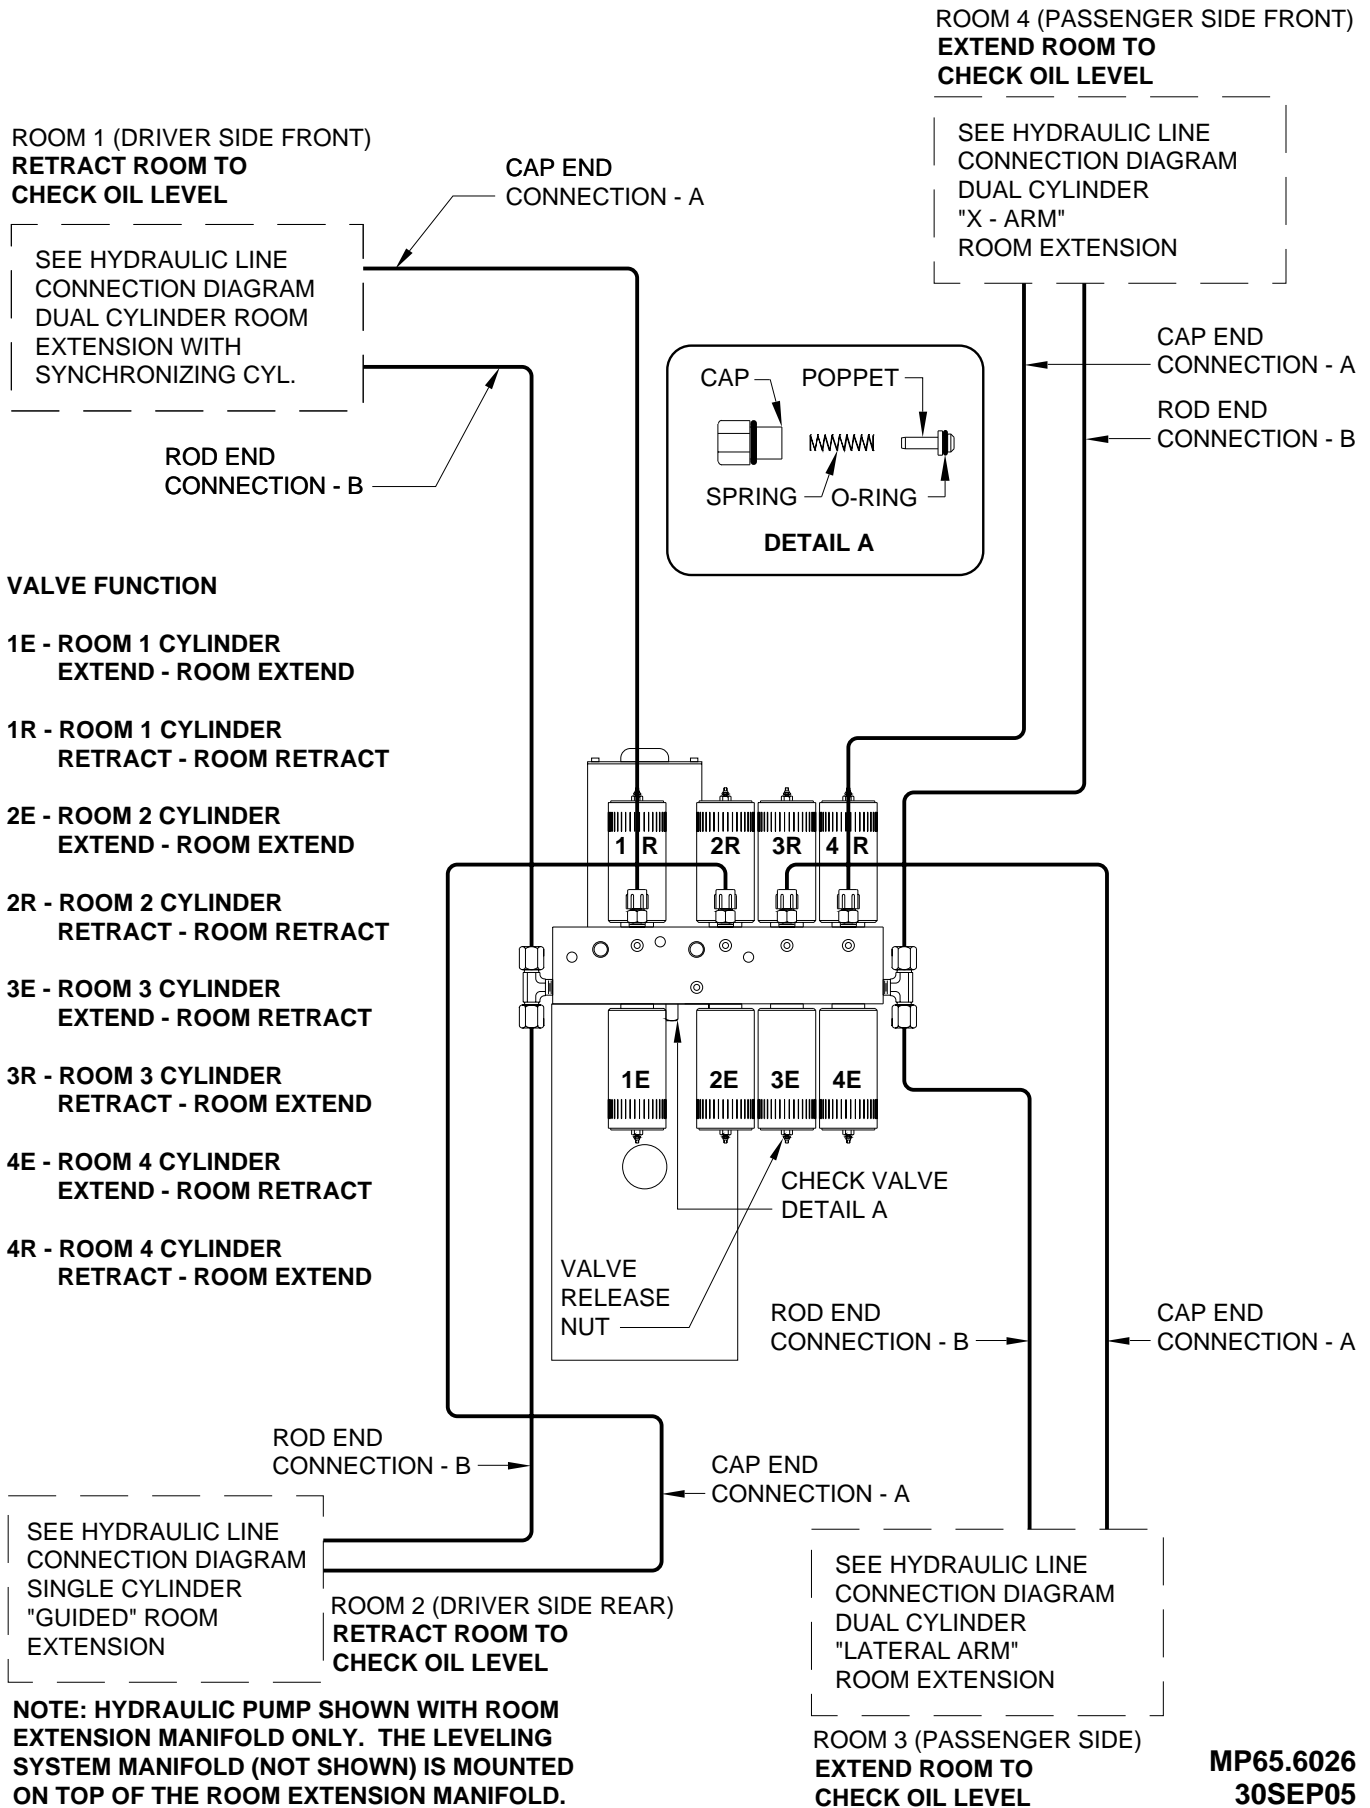 ROOM 4 (PASSENGER SIDE FRONT)
EXTEND ROOM TO
CHECK OIL LEVEL
SEE HYDRAULIC LINE
CONNECTION DIAGRAM
DUAL CYLINDER
"X - ARM"
ROOM EXTENSION
ROOM 1 (DRIVER SIDE FRONT)
RETRACT ROOM TO
CHECK OIL LEVEL
CAP END
CONNECTION - A
SEE HYDRAULIC LINE
CONNECTION DIAGRAM
DUAL CYLINDER ROOM
EXTENSION WITH
SYNCHRONIZING CYL.
ROD END
CONNECTION - B
CAP END
CONNECTION - A
ROD END
CONNECTION - B
CAP
POPPET
SPRING
O-RING
DETAIL A
VALVE FUNCTION
1E - ROOM 1 CYLINDER
EXTEND - ROOM EXTEND
1R - ROOM 1 CYLINDER
RETRACT - ROOM RETRACT
2E - ROOM 2 CYLINDER
EXTEND - ROOM EXTEND
2R - ROOM 2 CYLINDER
RETRACT - ROOM RETRACT
3E - ROOM 3 CYLINDER
EXTEND - ROOM RETRACT
3R - ROOM 3 CYLINDER
RETRACT - ROOM EXTEND
4E - ROOM 4 CYLINDER
EXTEND - ROOM RETRACT
4R - ROOM 4 CYLINDER
RETRACT - ROOM EXTEND
1 R
2R
3R
4 R
1E
2E
3E
4E
CHECK VALVE
DETAIL A
VALVE
RELEASE
NUT
ROD END
CONNECTION - B
CAP END
CONNECTION - A
ROD END
CONNECTION - B
CAP END
CONNECTION - A
SEE HYDRAULIC LINE
CONNECTION DIAGRAM
SINGLE CYLINDER
"GUIDED" ROOM
EXTENSION
ROOM 2 (DRIVER SIDE REAR)
RETRACT ROOM TO
CHECK OIL LEVEL
SEE HYDRAULIC LINE
CONNECTION DIAGRAM
DUAL CYLINDER
"LATERAL ARM"
ROOM EXTENSION
ROOM 3 (PASSENGER SIDE)
EXTEND ROOM TO
CHECK OIL LEVEL
NOTE: HYDRAULIC PUMP SHOWN WITH ROOM
EXTENSION MANIFOLD ONLY. THE LEVELING
SYSTEM MANIFOLD (NOT SHOWN) IS MOUNTED
ON TOP OF THE ROOM EXTENSION MANIFOLD.
MP65.6026
30SEP05